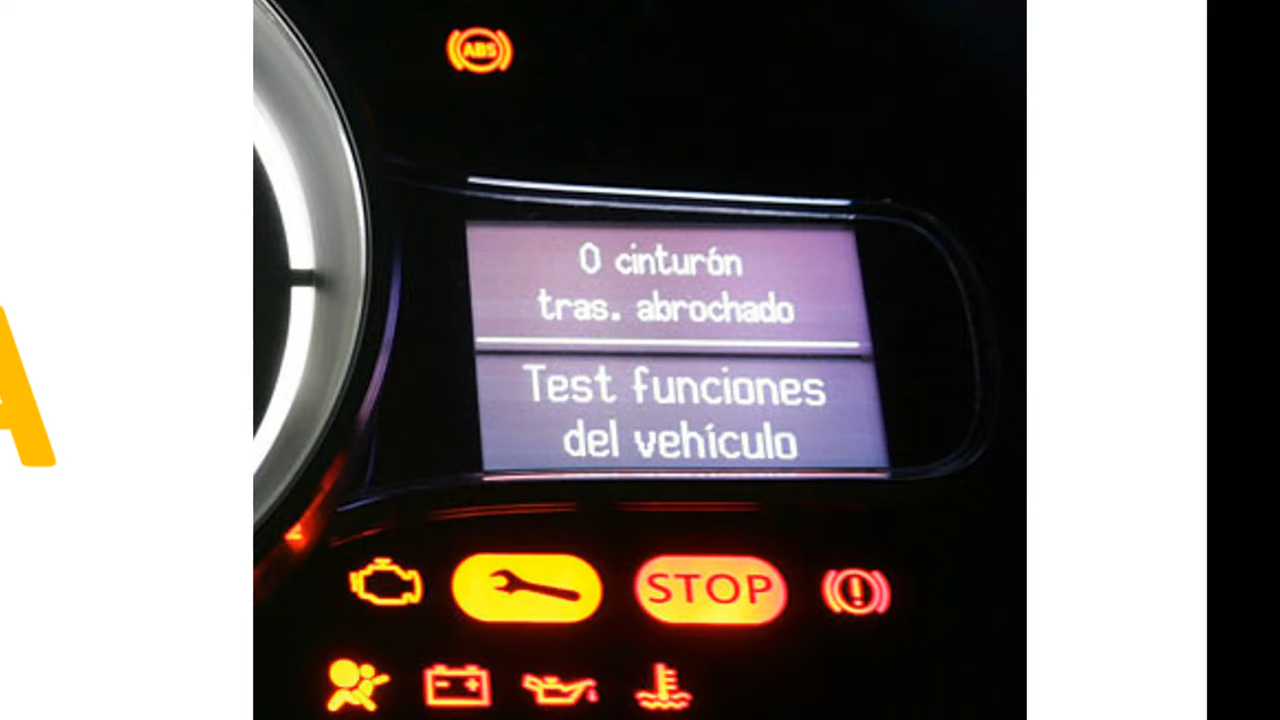 A
ABS
0 cinturón
tras. abrochado
Test funciones
del vehículo
STOP